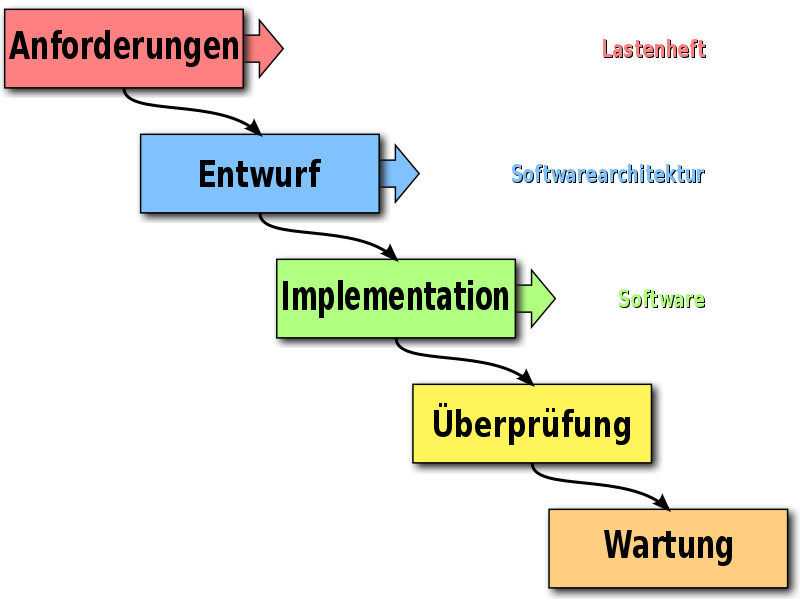 Anforderungen
Lastenheft
Entwurf
Softwarearchitektur
Implementation
Software
Überprüfung
Wartung